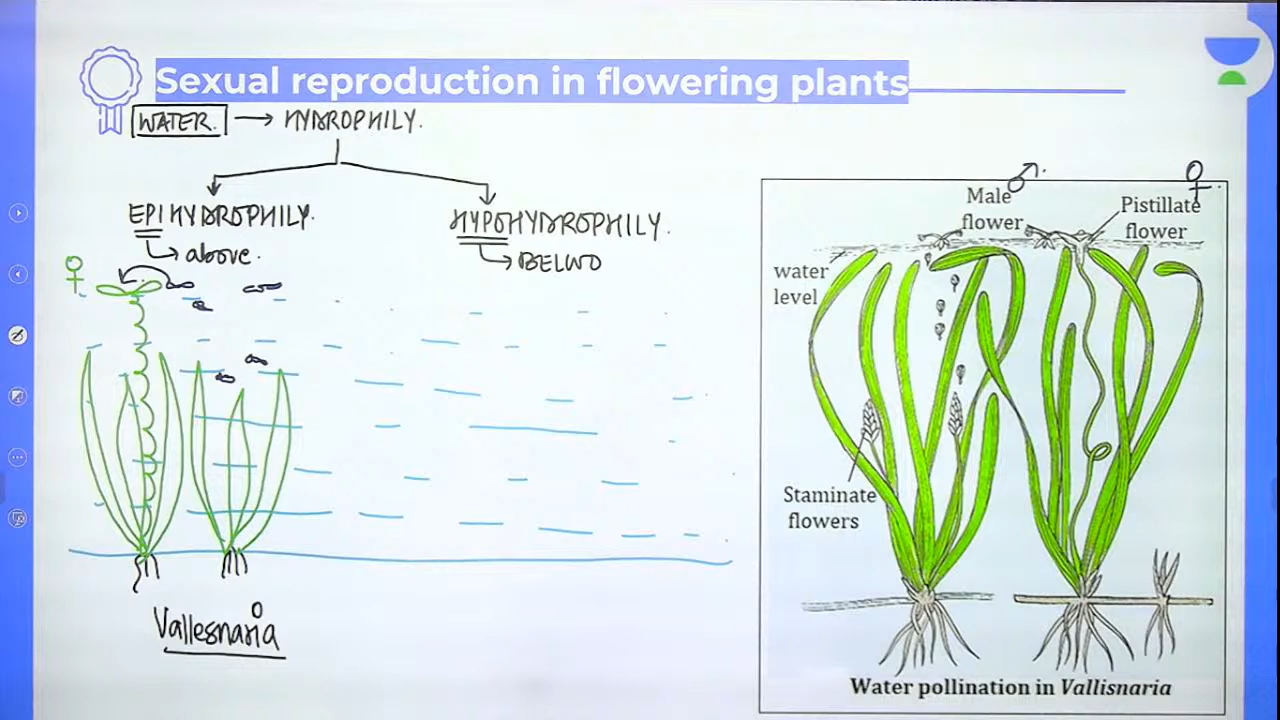 Sexual reproduction in flowering plants
WATER. → HYDROPHILY.
EPIHYDROPHILY.
→ above.
HYPOHYDROPHILY.
→ BELWO
♀
Vallesnaria
♂
♀
Male
flower
Pistillate
flower
water
level
Staminate
flowers
Water pollination in Vallisnaria